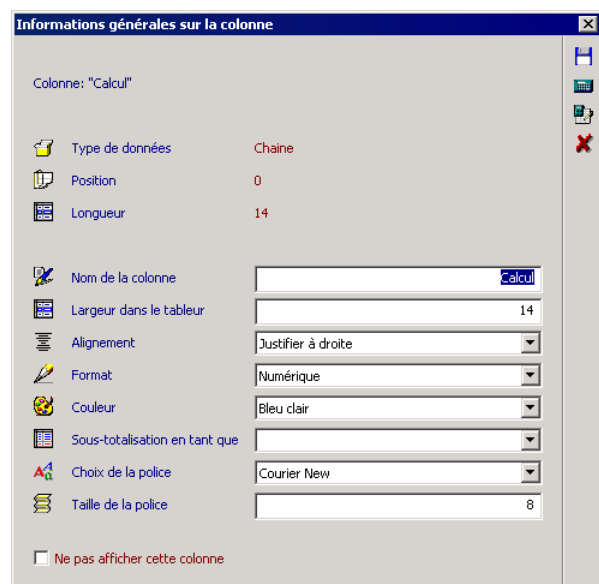 Informations générales sur la colonne
Colonne: "Calcul"
Type de données Chaine
Position 0
Longueur 14
Nom de la colonne Calcul
Largeur dans le tableur 14
Alignement Justifier à droite
Format Numérique
Couleur Bleu clair
Sous-totalisation en tant que
Choix de la police Courier New
Taille de la police 8
Ne pas afficher cette colonne